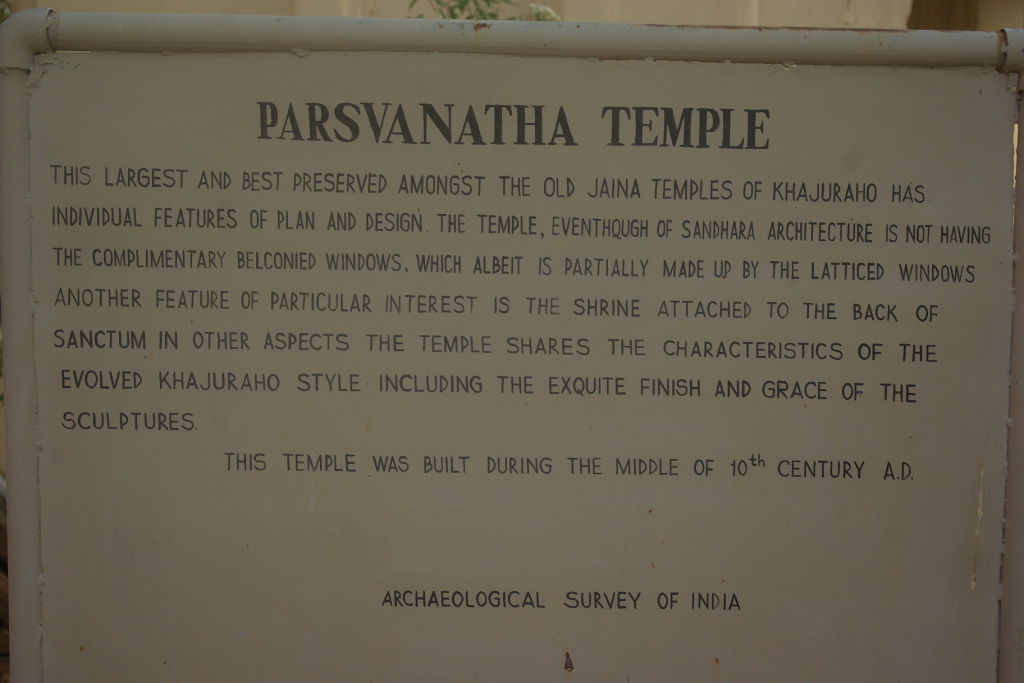 PARSVANATHA TEMPLE
THIS LARGEST AND BEST PRESERVED AMONGST THE OLD JAINA TEMPLES OF KHAJURAHO HAS
INDIVIDUAL FEATURES OF PLAN AND DESIGN. THE TEMPLE, EVENTHOUGH OF SANDHARA ARCHITECTURE IS NOT HAVING
THE COMPLIMENTARY BELCONIED WINDOWS, WHICH ALBEIT IS PARTIALLY MADE UP BY THE LATTICED WINDOWS
ANOTHER FEATURE OF PARTICULAR INTEREST IS THE SHRINE ATTACHED TO THE BACK OF
SANCTUM IN OTHER ASPECTS THE TEMPLE SHARES THE CHARACTERISTICS OF THE
EVOLVED KHAJURAHO STYLE INCLUDING THE EXQUITE FINISH AND GRACE OF THE
SCULPTURES.
THIS TEMPLE WAS BUILT DURING THE MIDDLE OF 10th CENTURY A.D.
ARCHAEOLOGICAL SURVEY OF INDIA